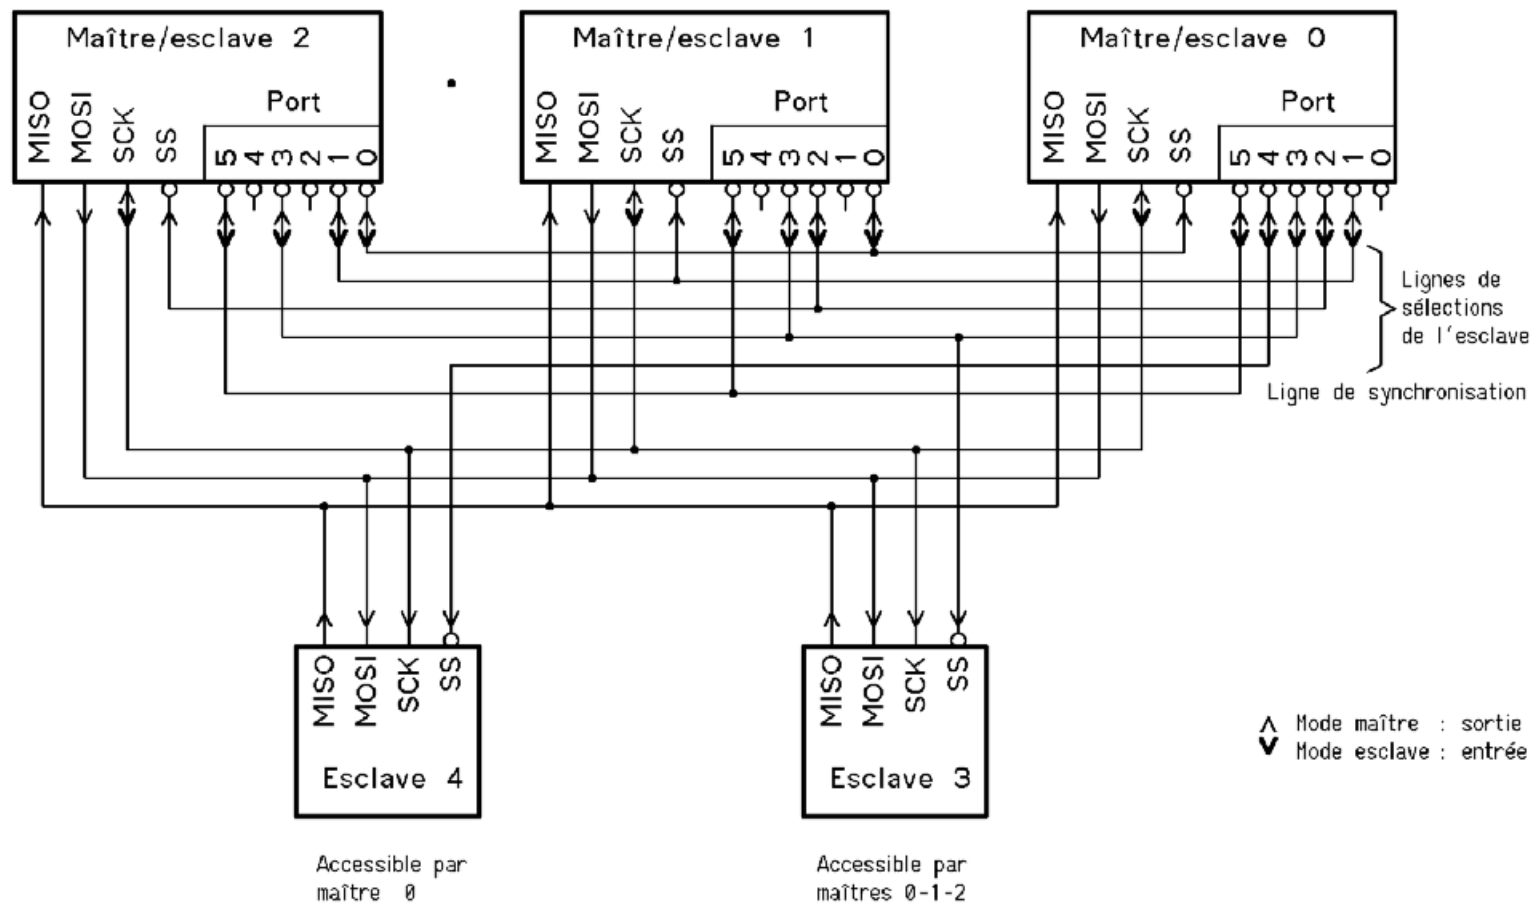 Maître/esclave 2
Port
MISO
MOSI
SCK
SS
5
4
3
2
1
0
Maître/esclave 1
Port
MISO
MOSI
SCK
SS
5
4
3
2
1
0
Maître/esclave 0
Port
MISO
MOSI
SCK
SS
5
4
3
2
1
0
Lignes de
sélections
de l'esclave
Ligne de synchronisation
MISO
MOSI
SCK
SS
Esclave 4
Accessible par
maître 0
MISO
MOSI
SCK
SS
Esclave 3
Accessible par
maîtres 0-1-2
Mode maître : sortie
Mode esclave : entrée